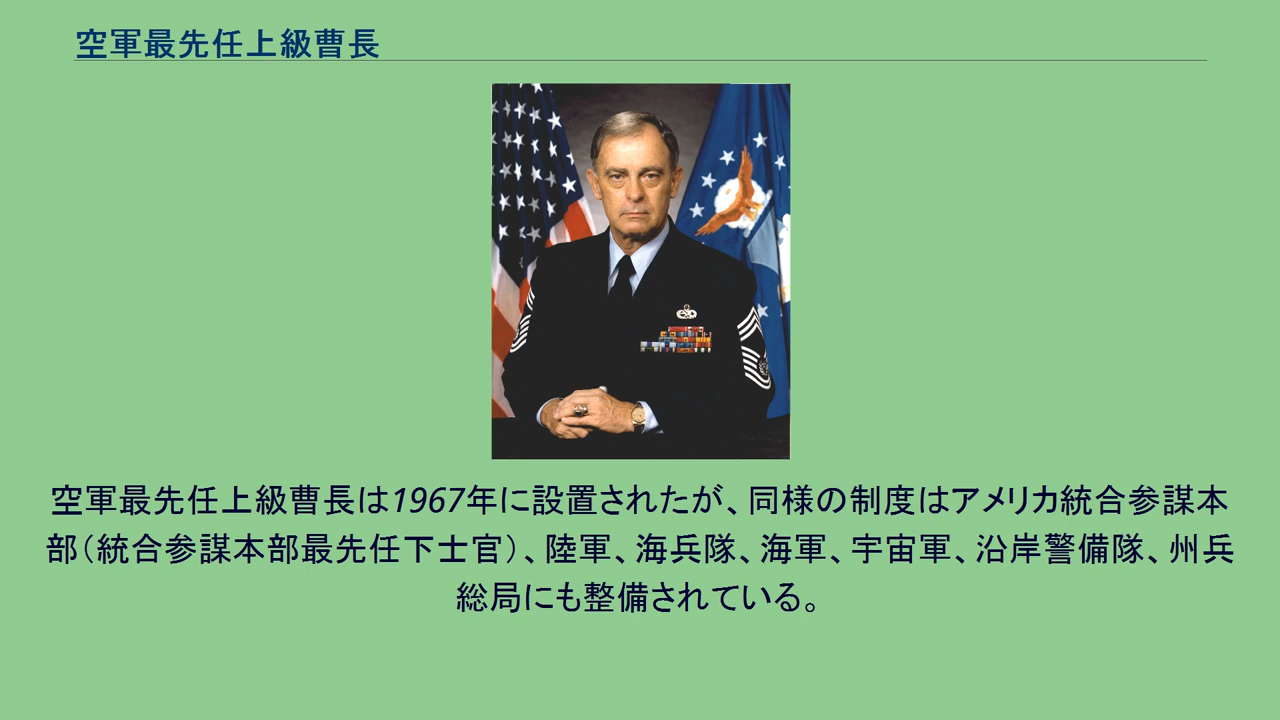 空軍最先任上級曹長
空軍最先任上級曹長は1967年に設置されたが、同様の制度はアメリカ統合参謀本
部（統合参謀本部最先任下士官）、陸軍、海兵隊、海軍、宇宙軍、沿岸警備隊、州兵
総局にも整備されている。